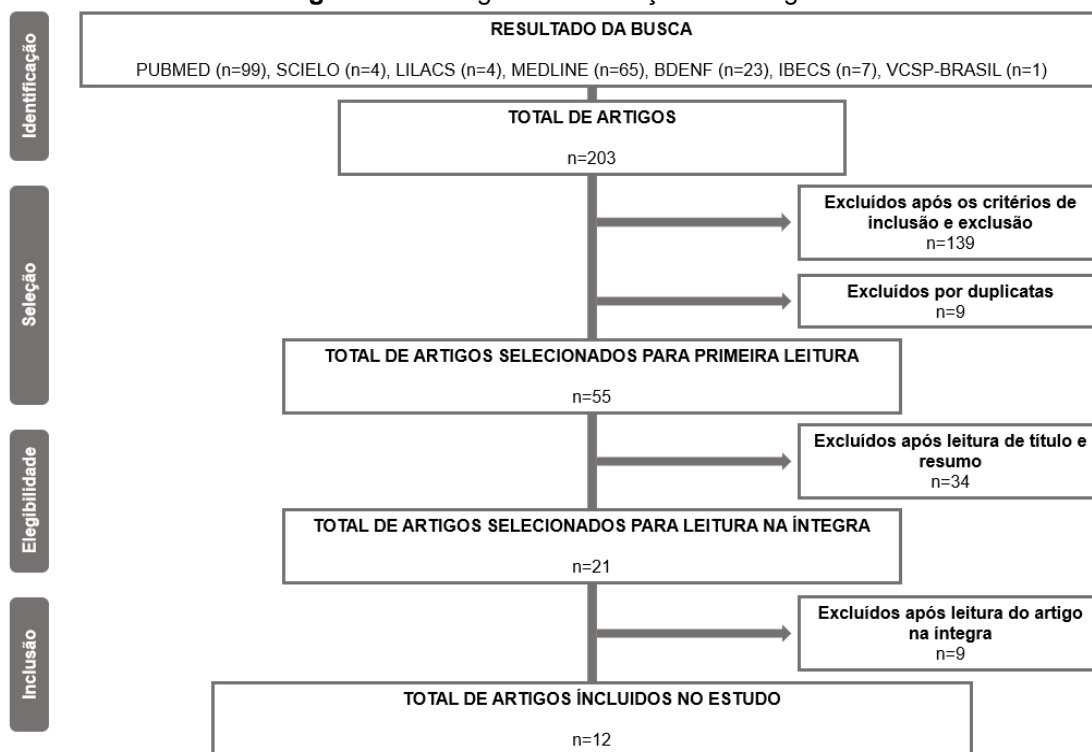 Identificação
RESULTADO DA BUSCA
PUBMED (n=99), SCIELO (n=4), LILACS (n=4), MEDLINE (n=65), BDENF (n=23), IBECS (n=7), VCSP-BRASIL (n=1)
TOTAL DE ARTIGOS
n=203
Seleção
Excluídos após os critérios de
inclusão e exclusão
n=139
Excluídos por duplicatas
n=9
TOTAL DE ARTIGOS SELECIONADOS PARA PRIMEIRA LEITURA
n=55
Elegibilidade
Excluídos após leitura de título e
resumo
n=34
TOTAL DE ARTIGOS SELECIONADOS PARA LEITURA NA ÍNTEGRA
n=21
Inclusão
Excluídos após leitura do artigo
na íntegra
n=9
TOTAL DE ARTIGOS ÍNCLUIDOS NO ESTUDO
n=12